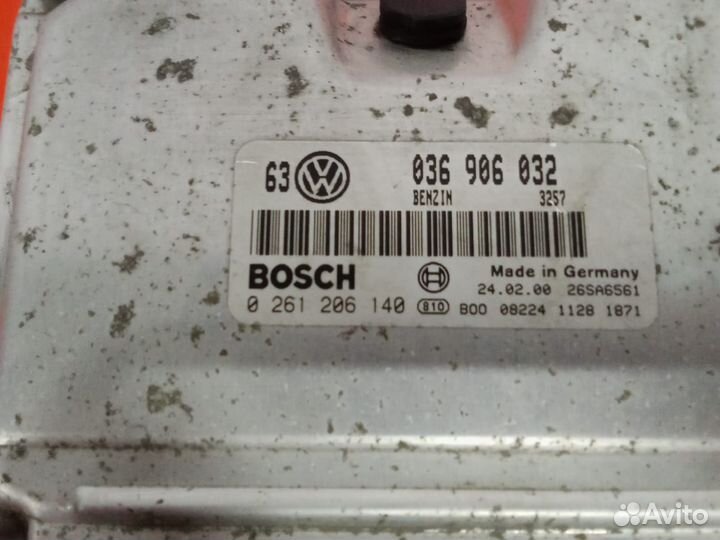 63 VW 036 906 032
BENZIN 3257
BOSCH Made in Germany
24.02.00 26SA6561
0 261 206 140 810 B00 08224 1128 1871
Avito